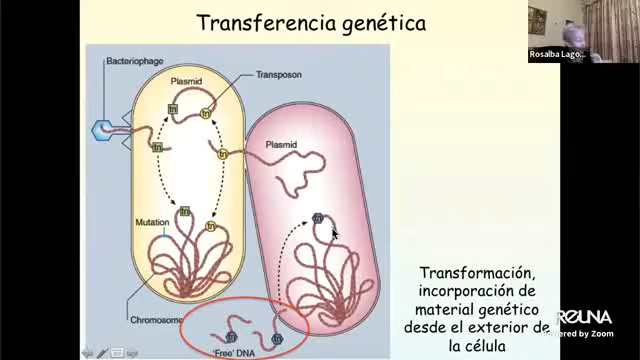 Transferencia genética
Rosalba Lago...
Bacteriophage
Plasmid
Transposon
tn
tn
tn
tn
Plasmid
tn
tn
Mutation
Chromosome
'Free' DNA
Transformación,
incorporación de
material genético
desde el exterior de
la célula
REUNA
Powered by Zoom